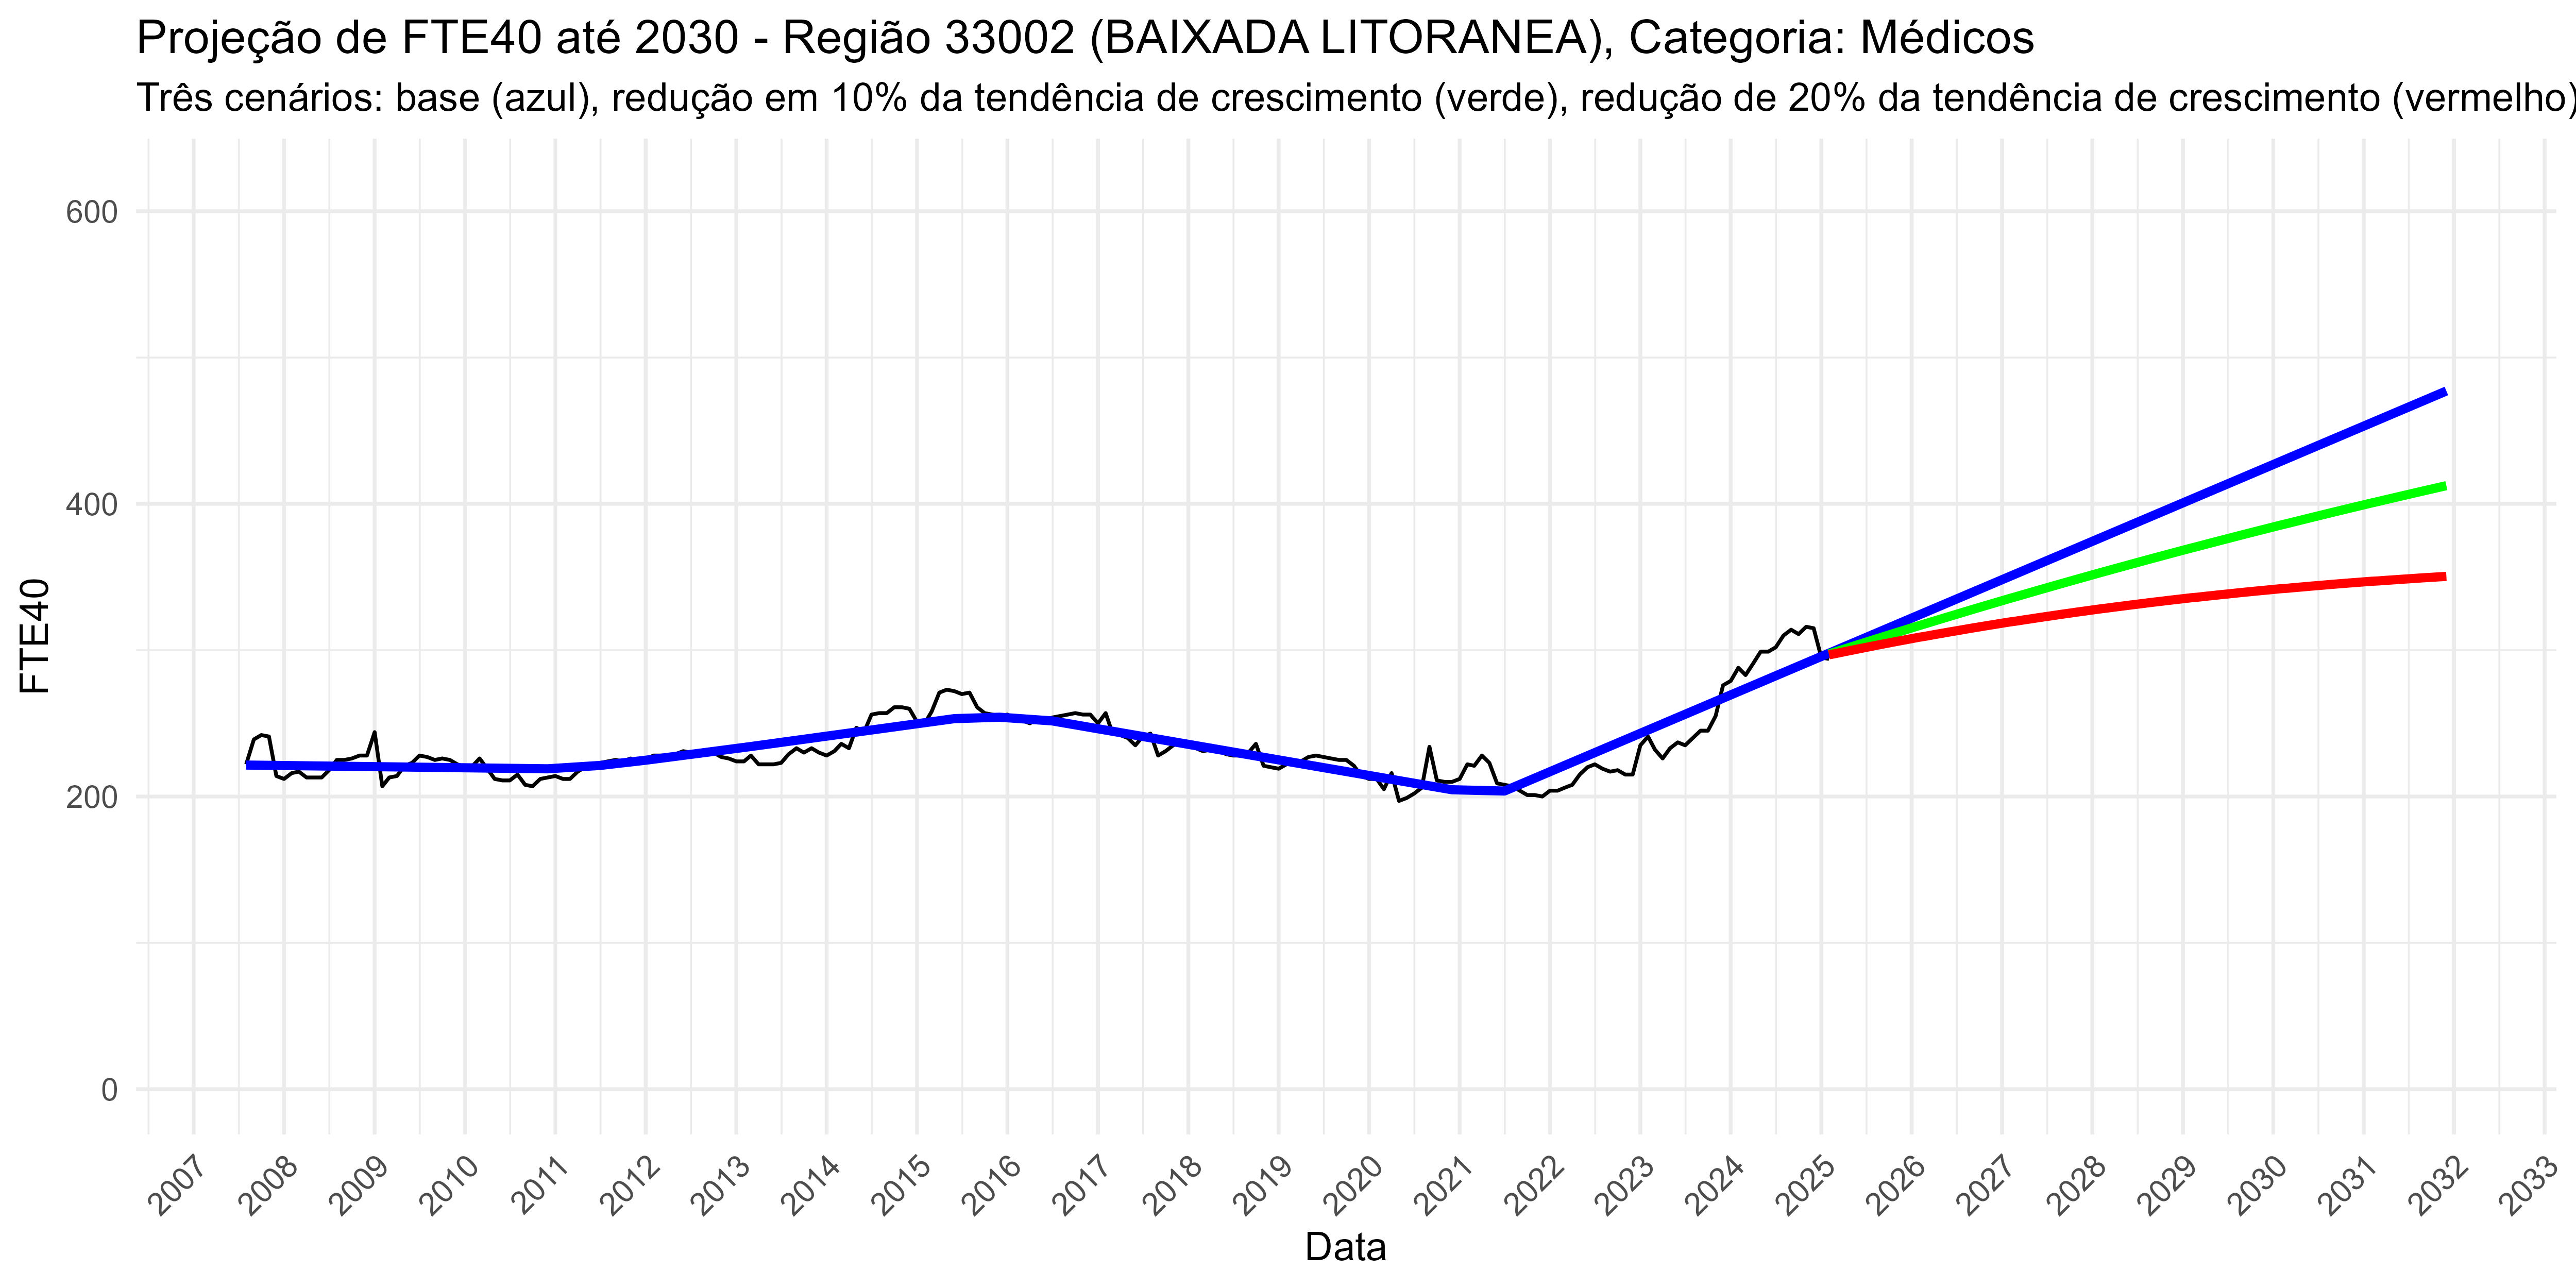 Projeção de FTE40 até 2030 - Região 33002 (BAIXADA LITORANEA), Categoria: Médicos
Três cenários: base (azul), redução em 10% da tendência de crescimento (verde), redução de 20% da tendência de crescimento (vermelho)
600
400
200
0
FTE40
2007 2008 2009 2010 2011 2012 2013 2014 2015 2016 2017 2018 2019 2020 2021 2022 2023 2024 2025 2026 2027 2028 2029 2030 2031 2032 2033
Data